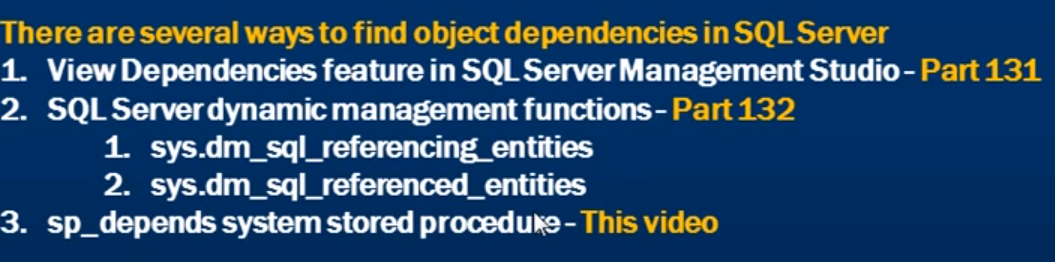 There are several ways to find object dependencies in SQL Server
1. View Dependencies feature in SQL Server Management Studio - Part 131
2. SQL Server dynamic management functions - Part 132
1. sys.dm_sql_referencing_entities
2. sys.dm_sql_referenced_entities
3. sp_depends system stored procedure - This video